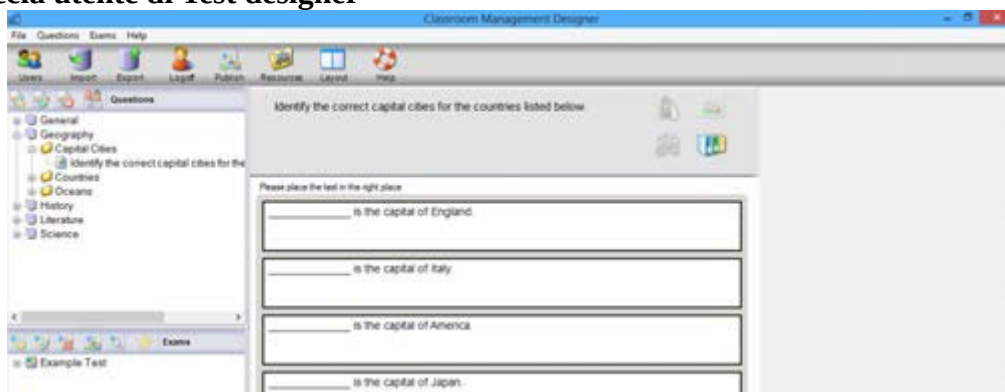 utente di Test designer
Classroom Management Designer
File Questions Exams Help
Users Import Export Logoff Publish Resources Layout Help
Questions
General
Geography
Capital Cities
Identify the correct capital cities for the
Countries
Oceans
History
Literature
Science
Exams
Example Test
Identify the correct capital cities for the countries listed below
Please place the text in the right place
____________ is the capital of England.
____________ is the capital of Italy.
____________ is the capital of America.
____________ is the capital of Japan.